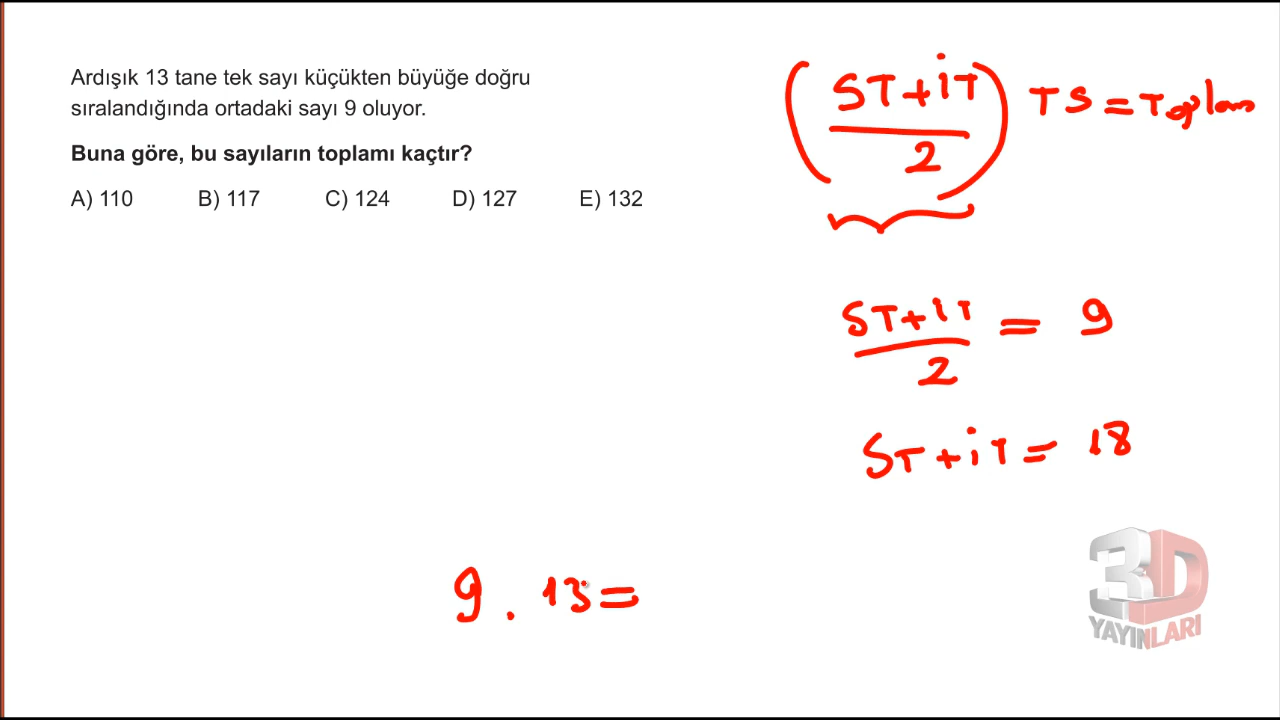 Ardışık 13 tane tek sayı küçükten büyüğe doğru
sıralandığında ortadaki sayı 9 oluyor.
Buna göre, bu sayıların toplamı kaçtır?
A) 110 B) 117 C) 124 D) 127 E) 132
(ST+İT) TS = Toplam
2
ST+İT = 9
2
ST+İT = 18
9 . 13 =
3D
YAYINLARI